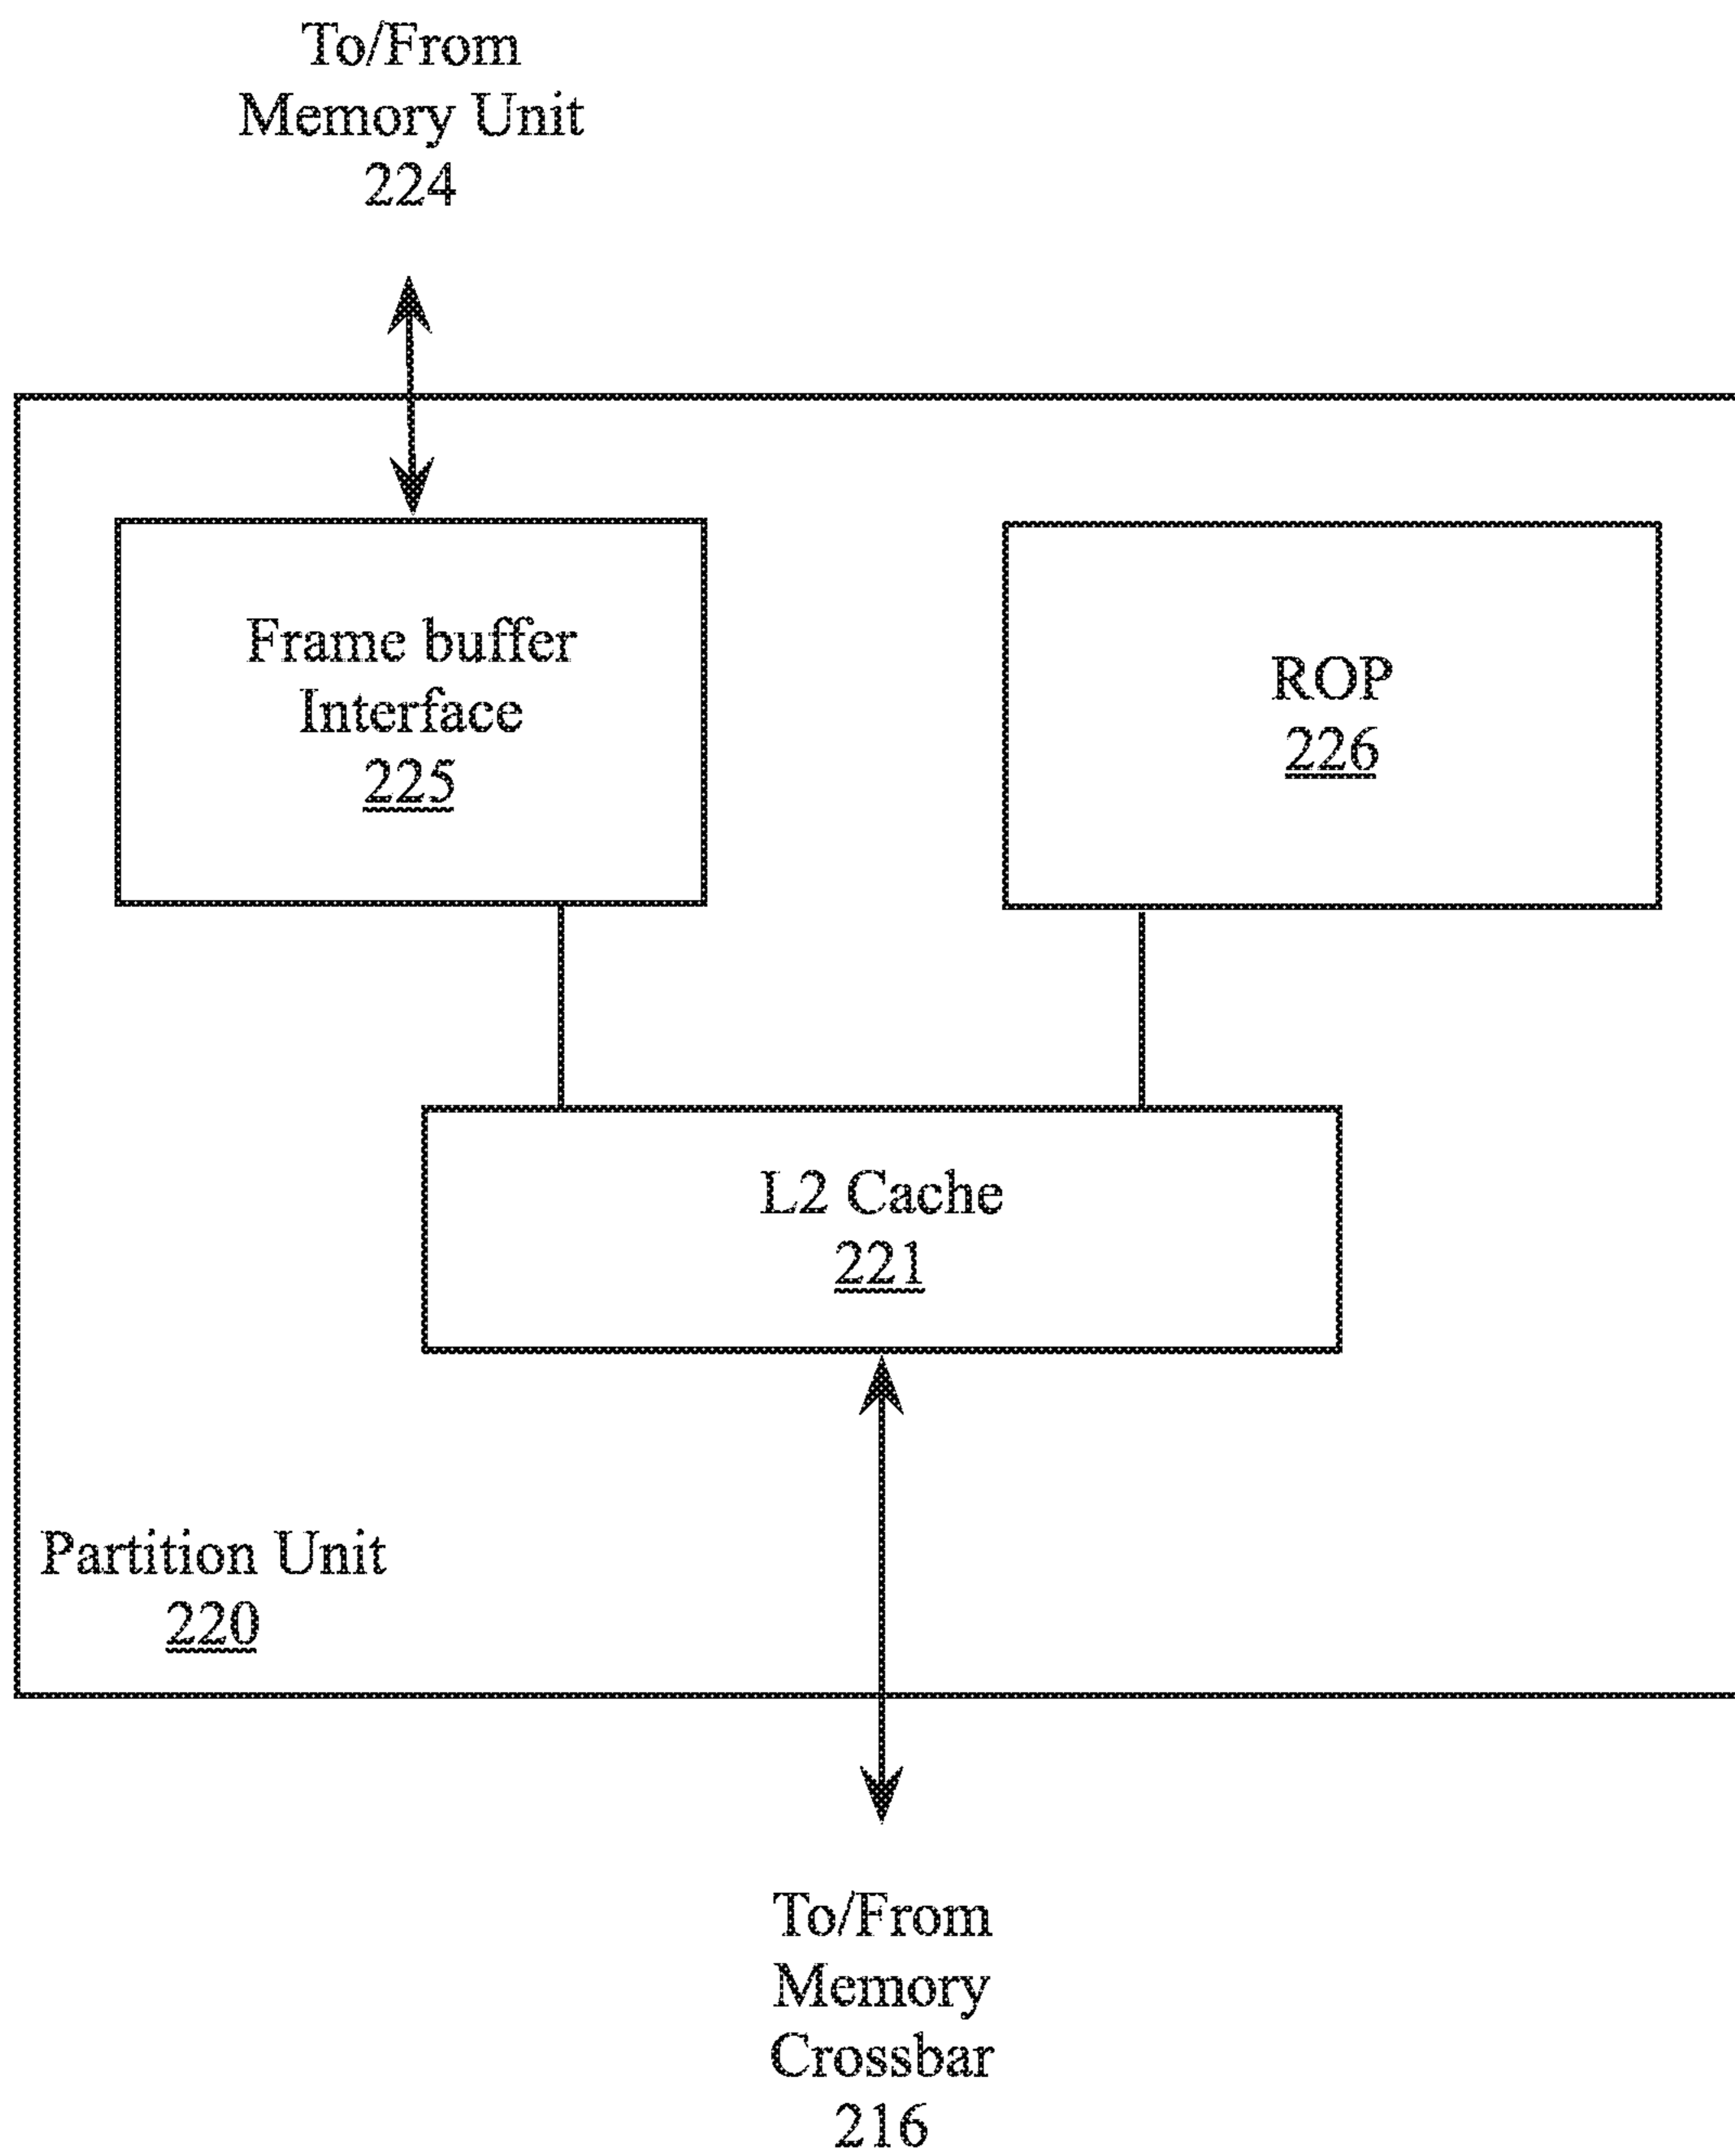 To/From
Memory Unit
224
Frame buffer
Interface
225
ROP
226
L2 Cache
221
Partition Unit
220
To/From
Memory
Crossbar
216